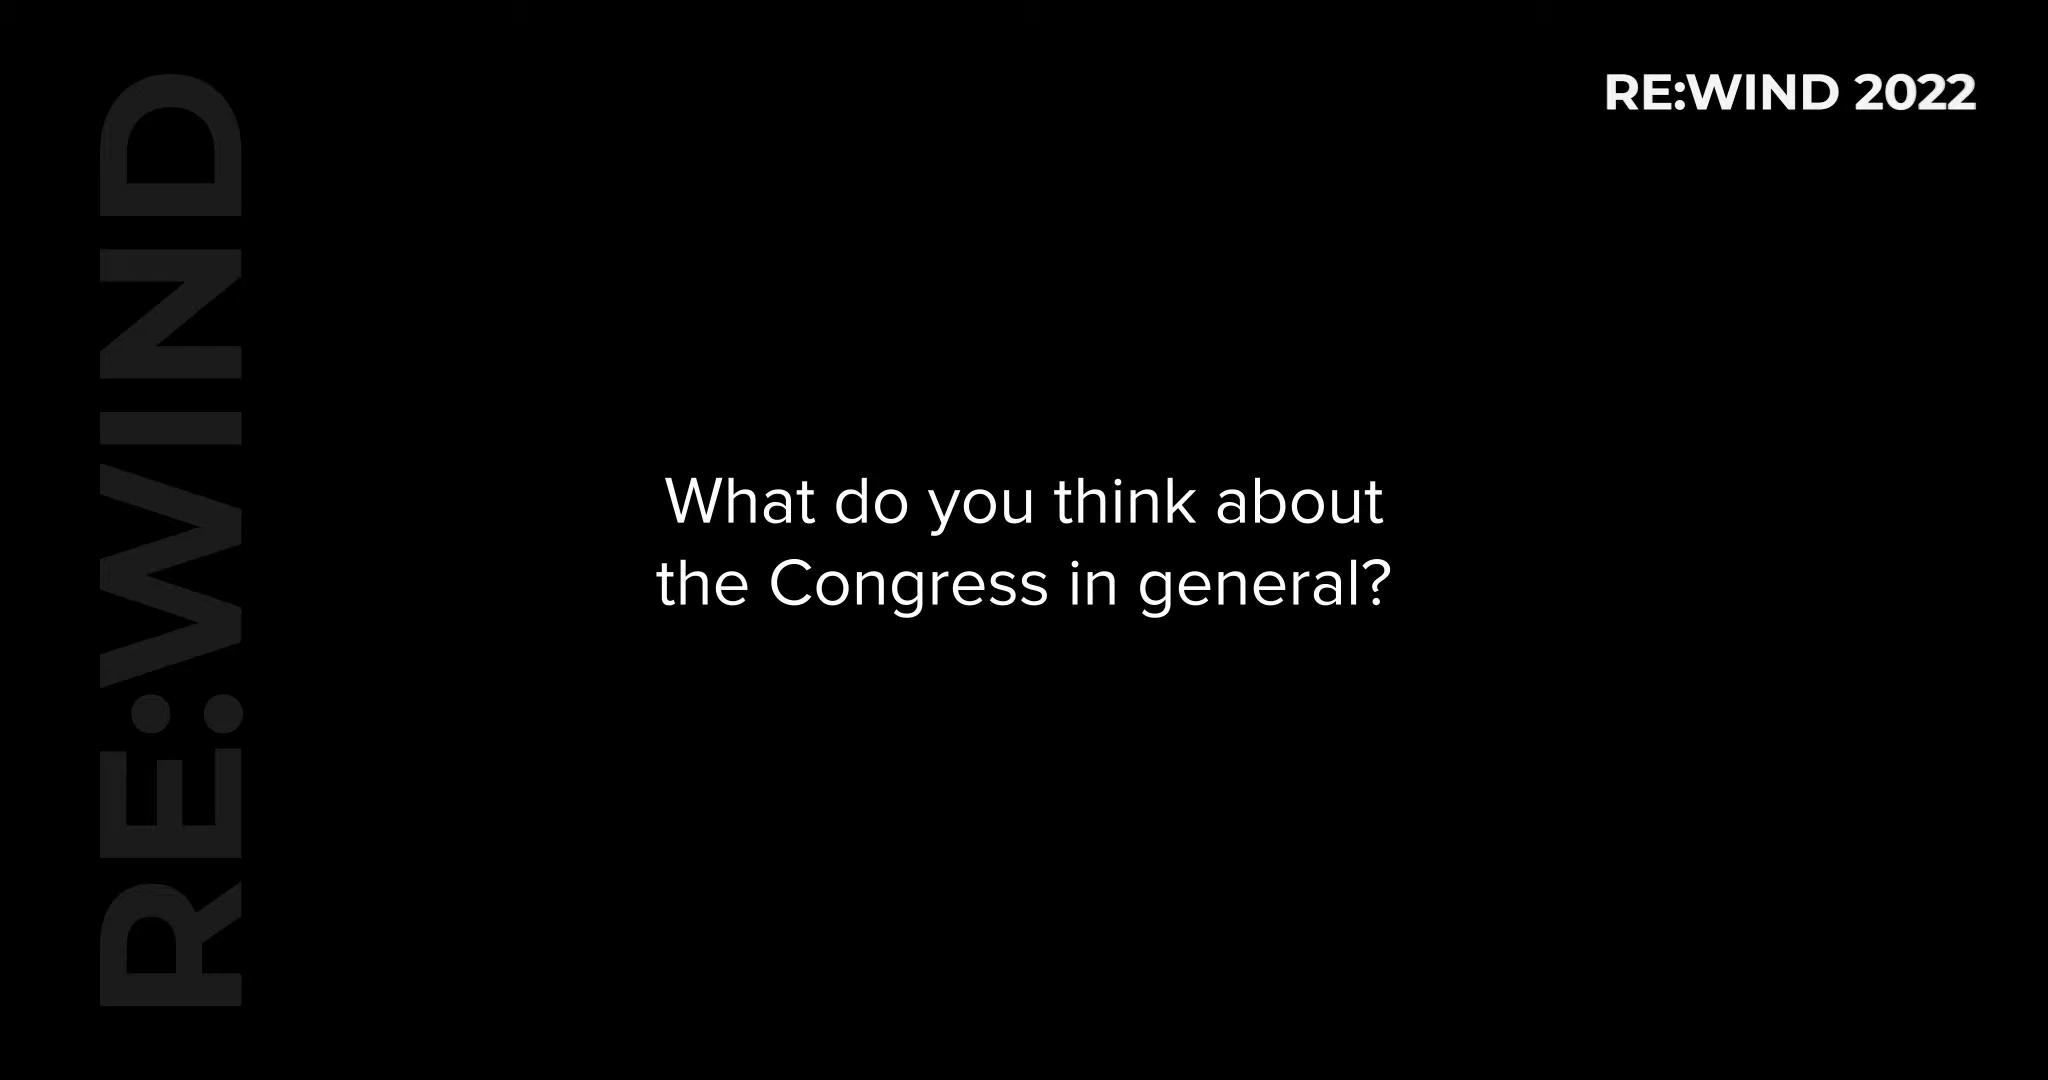 RE:WIND 2022
RE:WIND
What do you think about
the Congress in general?